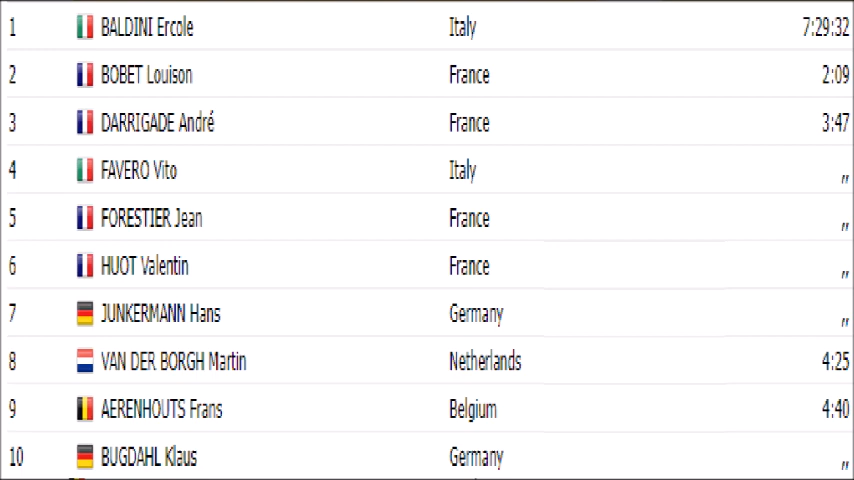 1 BALDINI Ercole Italy 7:29:32
2 BOBET Louison France 2:09
3 DARRIGADE André France 3:47
4 FAVERO Vito Italy ,,
5 FORESTIER Jean France ,,
6 HUOT Valentin France ,,
7 JUNKERMANN Hans Germany ,,
8 VAN DER BORGH Martin Netherlands 4:25
9 AERENHOUTS Frans Belgium 4:40
10 BUGDAHL Klaus Germany ,,